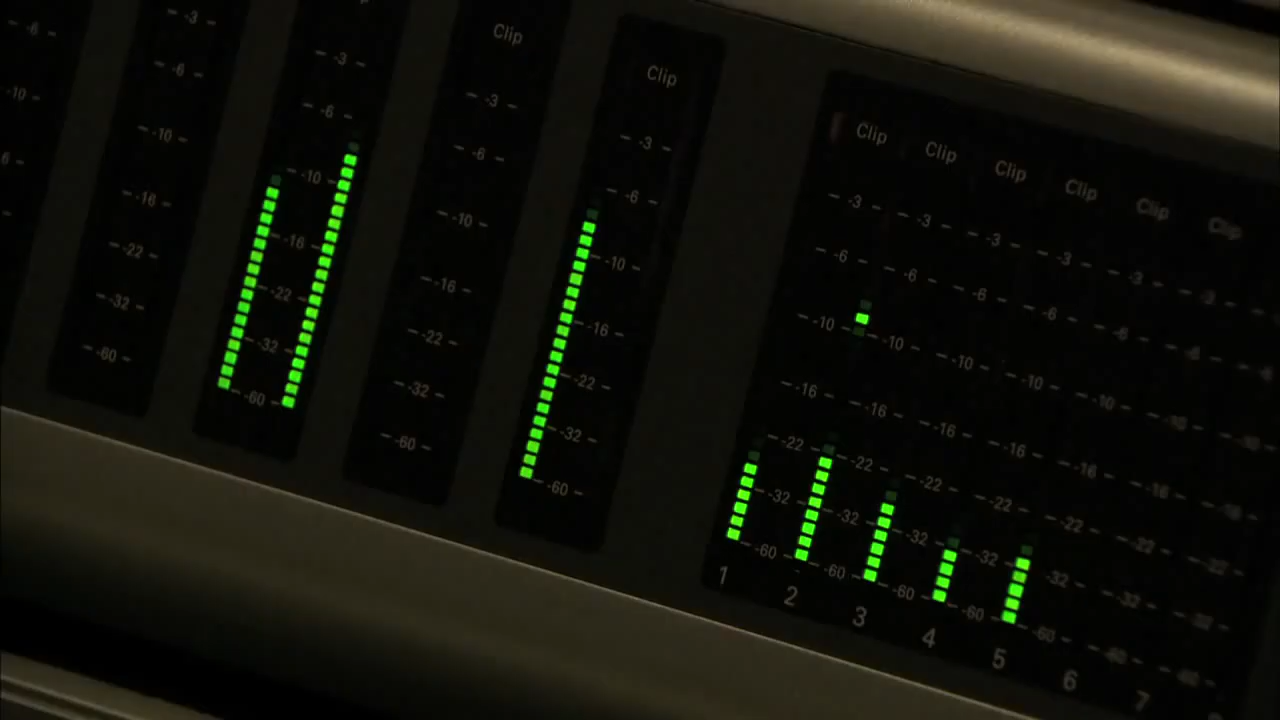 -6
-10
-3
-6
-10
-16
-22
-32
-60
-3
-6
-10
-16
-22
-32
-60
Clip
-3
-6
-10
-16
-22
-32
-60
Clip
-3
-6
-10
-16
-22
-32
-60
Clip Clip Clip Clip Clip Clip
-3 -3 -3 -3 -3
-6 -6 -6 -6 -6
-10 -10 -10 -10 -10
-16 -16 -16 -16 -16
-22 -22 -22 -22 -22
-32 -32 -32 -32 -32
-60 -60 -60 -60 -60
1 2 3 4 5 6 7